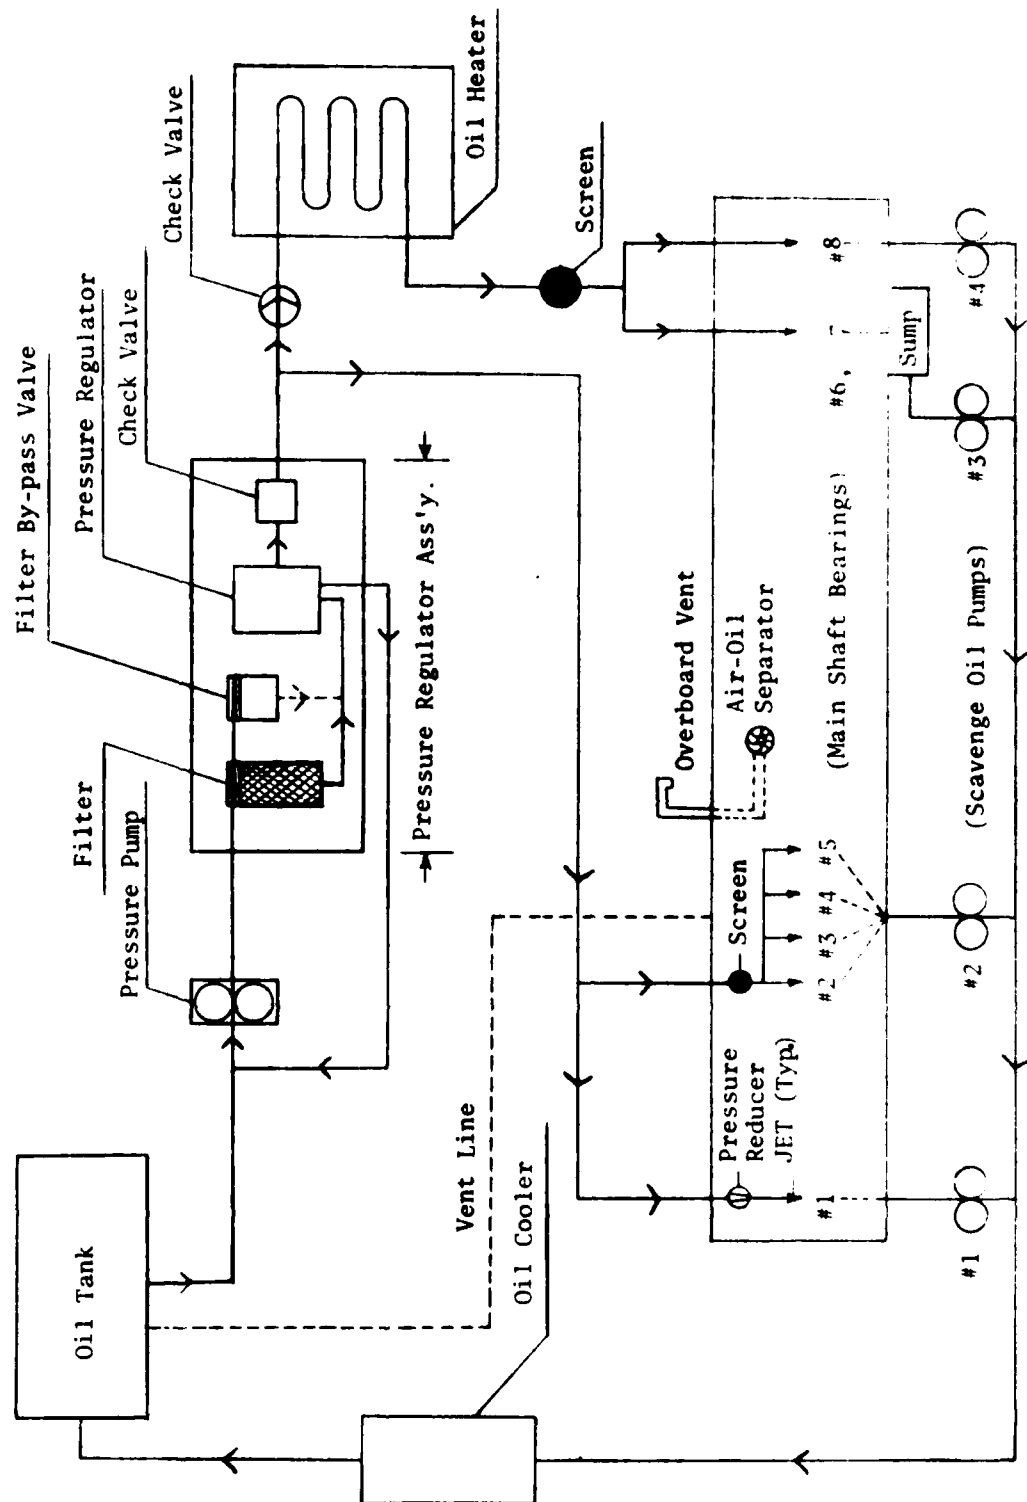 Oil Tank
Pressure Pump
Filter
Filter By-pass Valve
Pressure Regulator
Check Valve
Check Valve
Oil Heater
Pressure Regulator Ass'y.
Screen
Vent Line
Oil Cooler
Overboard Vent
Air-Oil
Separator
Screen
Pressure
Reducer
JET (Typ.)
#1
#2
#3
#4
#5
(Main Shaft Bearings)
#6, 7
#8
Sump
#1
#2
(Scavenge Oil Pumps)
#3
#4